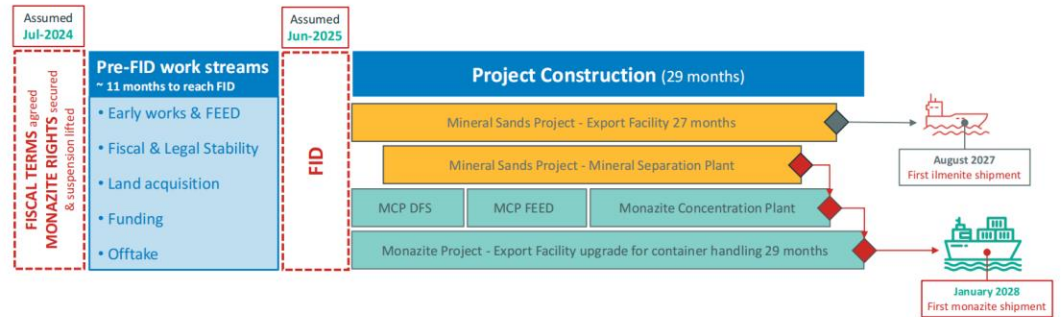 Assumed
Jul-2024
FISCAL TERMS agreed
MONAZITE RIGHTS secured
& suspension lifted
Pre-FID work streams
~ 11 months to reach FID
• Early works & FEED
• Fiscal & Legal Stability
• Land acquisition
• Funding
• Offtake
Assumed
Jun-2025
FID
Project Construction (29 months)
Mineral Sands Project - Export Facility 27 months
Mineral Sands Project - Mineral Separation Plant
MCP DFS
MCP FEED
Monazite Concentration Plant
Monazite Project - Export Facility upgrade for container handling 29 months
August 2027
First ilmenite shipment
January 2028
First monazite shipment